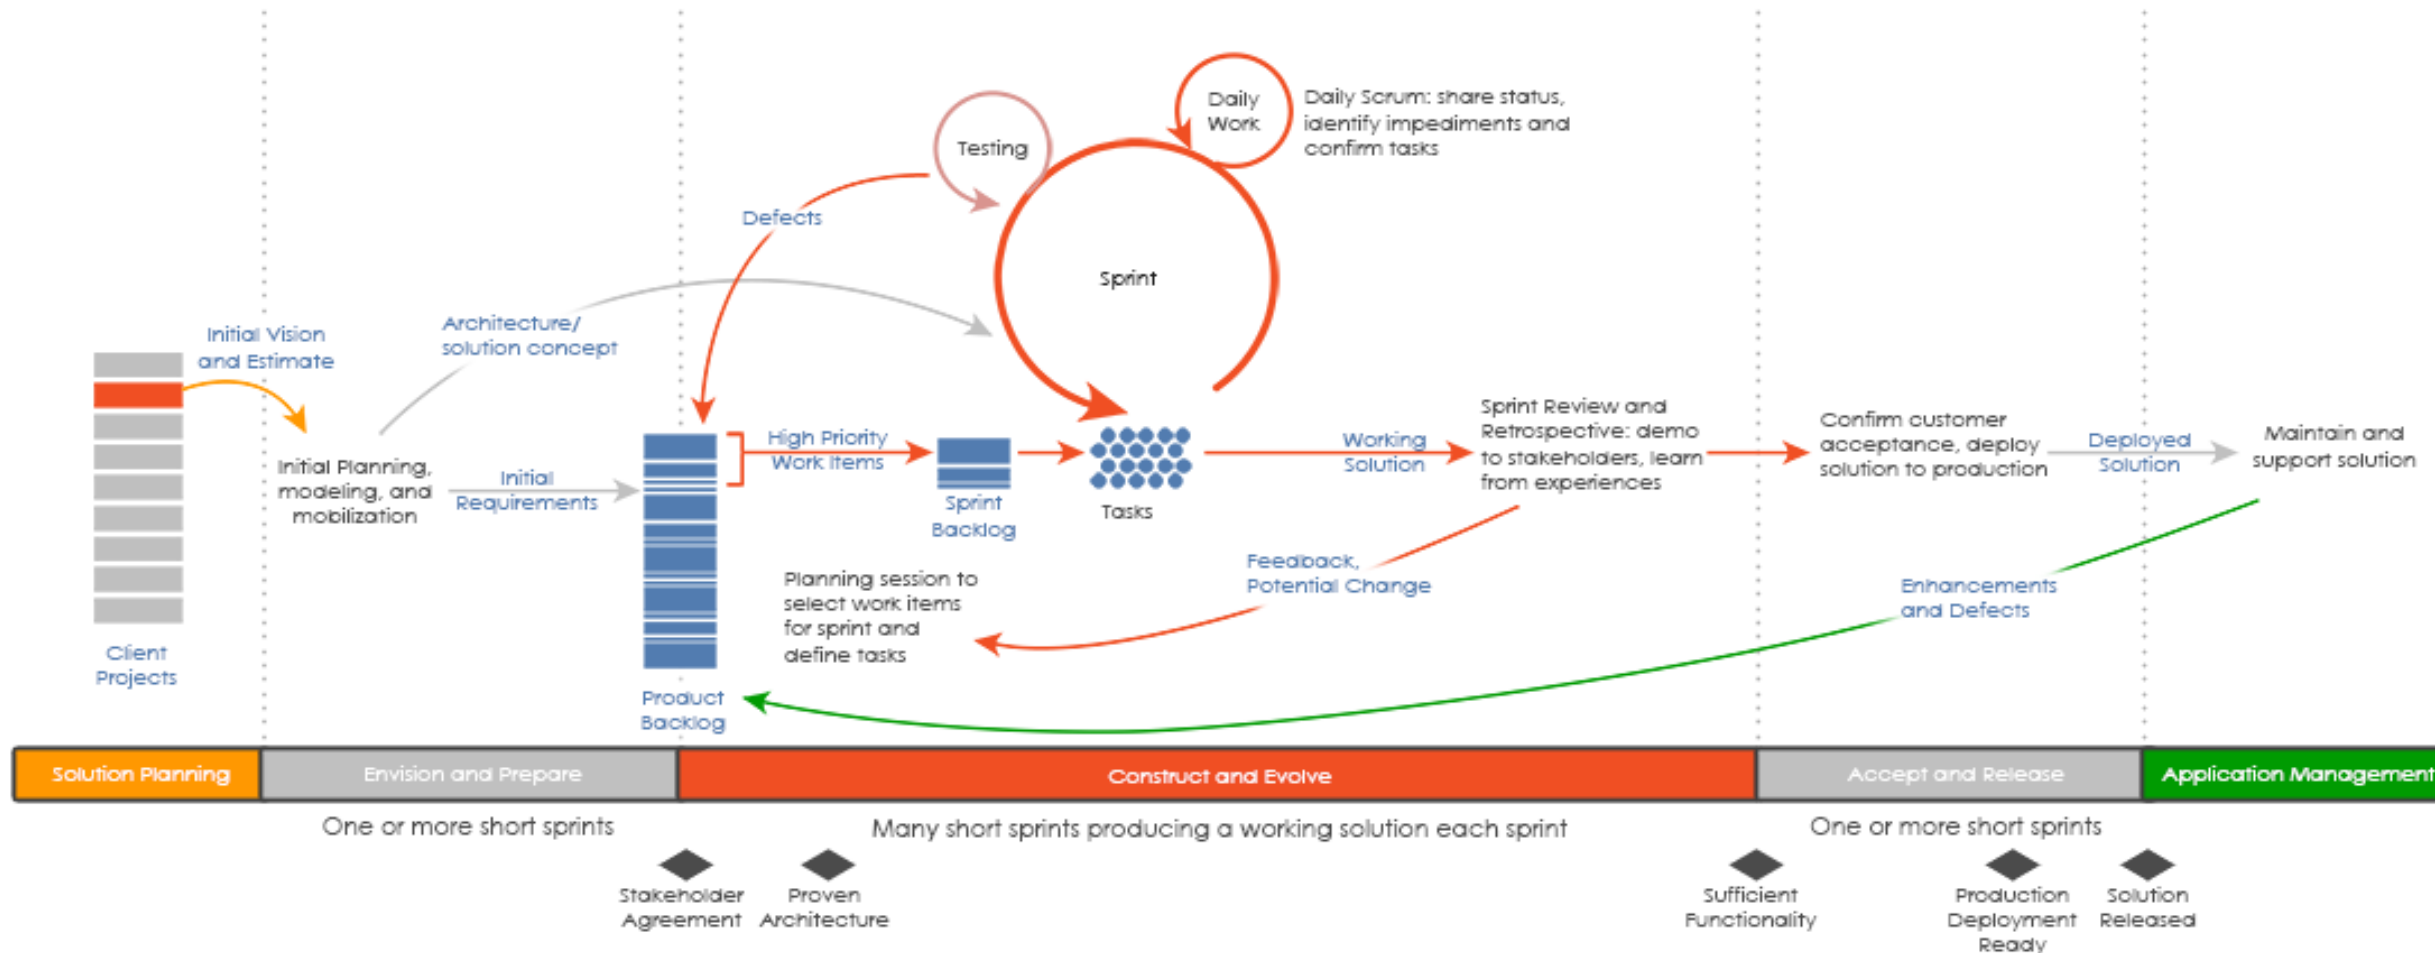 Daily
Work
Daily Scrum: share status,
identify impediments and
confirm tasks
Testing
Defects
Sprint
Initial Vision
and Estimate
Architecture/
solution concept
Client
Projects
Initial Planning,
modeling, and
mobilization
Initial
Requirements
Product
Backlog
High Priority
Work Items
Sprint
Backlog
Tasks
Planning session to
select work items
for sprint and
define tasks
Working
Solution
Sprint Review and
Retrospective: demo
to stakeholders, learn
from experiences
Feedback,
Potential Change
Confirm customer
acceptance, deploy
solution to production
Deployed
Solution
Maintain and
support solution
Enhancements
and Defects
Solution Planning
Envision and Prepare
Construct and Evolve
Accept and Release
Application Management
One or more short sprints
Many short sprints producing a working solution each sprint
One or more short sprints
Stakeholder
Agreement
Proven
Architecture
Sufficient
Functionality
Production
Deployment
Ready
Solution
Released